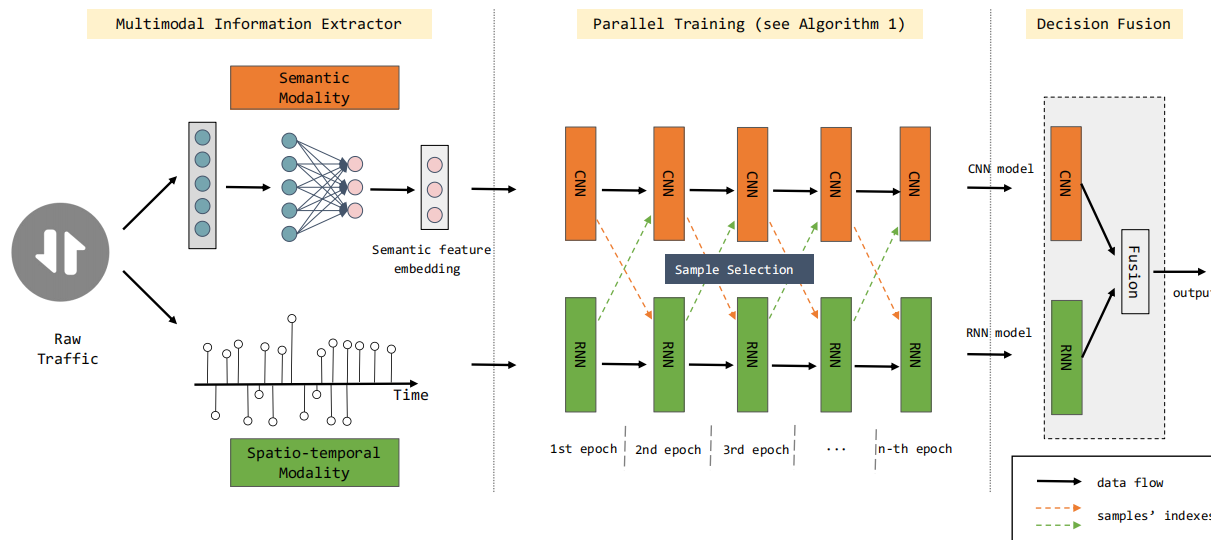 Multimodal Information Extractor
Parallel Training (see Algorithm 1)
Decision Fusion
Semantic
Modality
Semantic feature
embedding
Raw
Traffic
Time
Spatio-temporal
Modality
CNN
CNN
CNN
CNN
CNN
Sample Selection
RNN
RNN
RNN
RNN
RNN
1st epoch
2nd epoch
3rd epoch
...
n-th epoch
CNN model
RNN model
CNN
RNN
Fusion
output
data flow
samples’ indexes